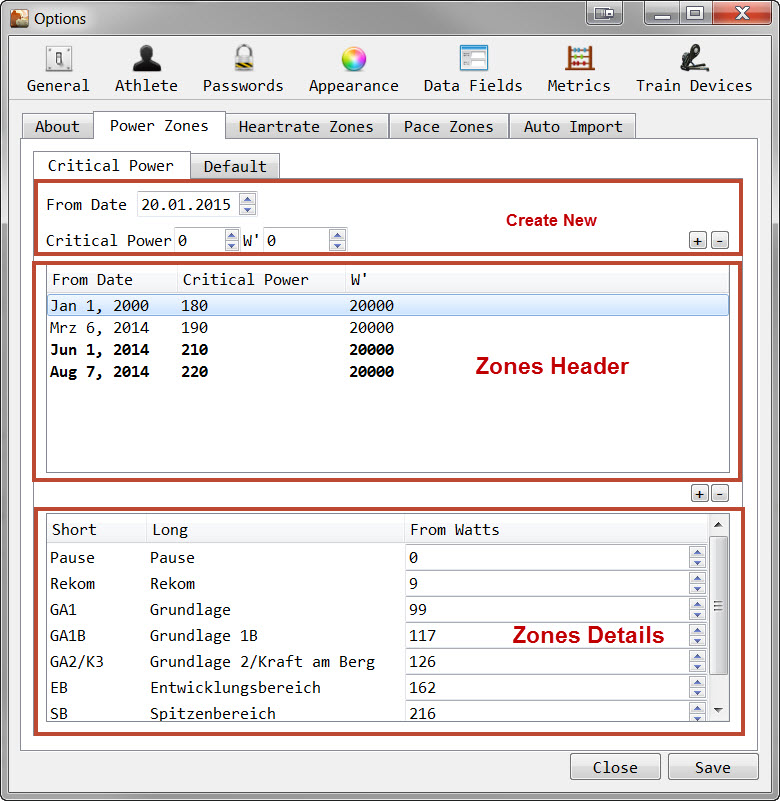 Options
General Athlete Passwords Appearance Data Fields Metrics Train Devices
About Power Zones Heartrate Zones Pace Zones Auto Import
Critical Power Default
From Date 20.01.2015
Create New
Critical Power 0 W' 0 + -
From Date Critical Power W'
Jan 1, 2000 180 20000
Mrz 6, 2014 190 20000
Jun 1, 2014 210 20000
Zones Header
Aug 7, 2014 220 20000
+ -
Short Long From Watts
Pause Pause 0
Rekom Rekom 9
GA1 Grundlage 99
GA1B Grundlage 1B 117
Zones Details
GA2/K3 Grundlage 2/Kraft am Berg 126
EB Entwicklungsbereich 162
SB Spitzenbereich 216
Close Save